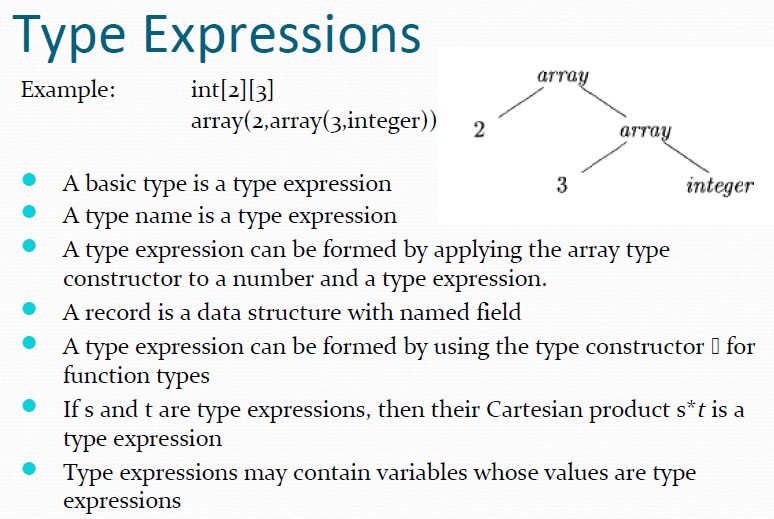 Type Expressions
Example: int[2][3]
array(2,array(3,integer))
array
2 array
3 integer
A basic type is a type expression
A type name is a type expression
A type expression can be formed by applying the array type
constructor to a number and a type expression.
A record is a data structure with named field
A type expression can be formed by using the type constructor  for
function types
If s and t are type expressions, then their Cartesian product s*t is a
type expression
Type expressions may contain variables whose values are type
expressions